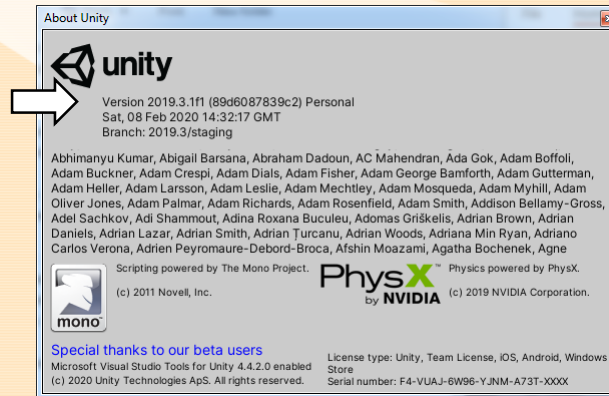 About Unity
unity
Version 2019.3.1f1 (89d6087839c2) Personal
Sat, 08 Feb 2020 14:32:17 GMT
Branch: 2019.3/staging
Abhimanyu Kumar, Abigail Barsana, Abraham Dadoun, AC Mahendran, Ada Gok, Adam Boffoli,
Adam Buckner, Adam Crespi, Adam Dials, Adam Fisher, Adam George Bamforth, Adam Gutterman,
Adam Heller, Adam Larsson, Adam Leslie, Adam Mechtley, Adam Mosqueda, Adam Myhill, Adam
Oliver Jones, Adam Palmar, Adam Richards, Adam Rosenfield, Adam Smith, Addison Bellamy-Gross,
Adel Sachkov, Adi Shammout, Adina Roxana Buculeu, Adomas Griškelis, Adrian Brown, Adrian
Daniels, Adrian Lazar, Adrian Smith, Adrian Țurcanu, Adrian Woods, Adriana Min Ryan, Adriano
Carlos Verona, Adrien Peyromaure-Debord-Broca, Afshin Moazami, Agatha Bochenek, Agne
mono
Scripting powered by The Mono Project.
(c) 2011 Novell, Inc.
PhysX™
by NVIDIA
Physics powered by PhysX.
(c) 2019 NVIDIA Corporation.
Special thanks to our beta users
Microsoft Visual Studio Tools for Unity 4.4.2.0 enabled
(c) 2020 Unity Technologies ApS. All rights reserved.
License type: Unity, Team License, iOS, Android, Windows
Store
Serial number: F4-VUAJ-6W96-YJNM-A73T-XXXX